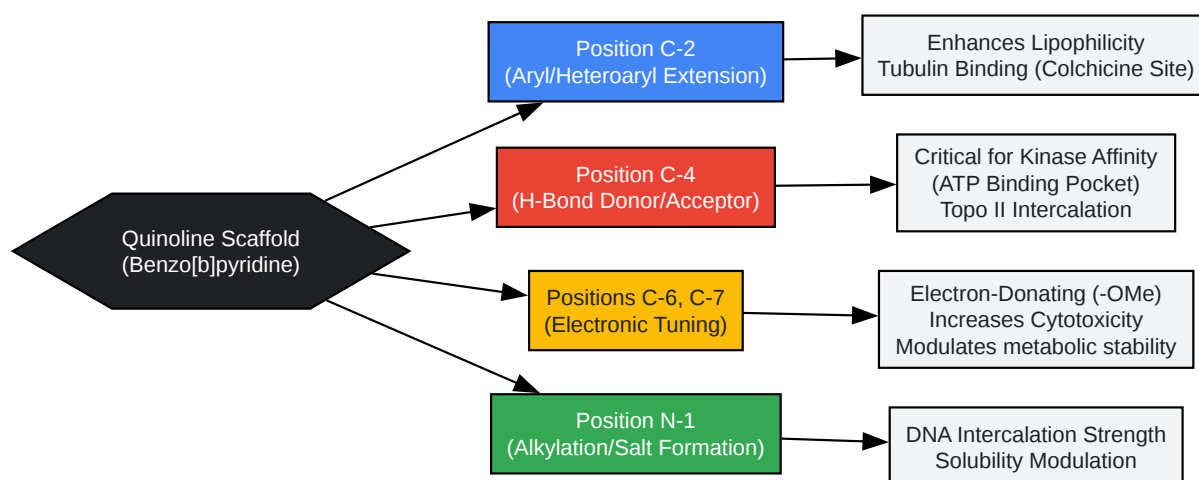 Quinoline Scaffold
(Benzo[b]pyridine)
Position C-2
(Aryl/Heteroaryl Extension)
Enhances Lipophilicity
Tubulin Binding (Colchicine Site)
Position C-4
(H-Bond Donor/Acceptor)
Critical for Kinase Affinity
(ATP Binding Pocket)
Topo II Intercalation
Positions C-6, C-7
(Electronic Tuning)
Electron-Donating (-OMe)
Increases Cytotoxicity
Modulates metabolic stability
Position N-1
(Alkylation/Salt Formation)
DNA Intercalation Strength
Solubility Modulation